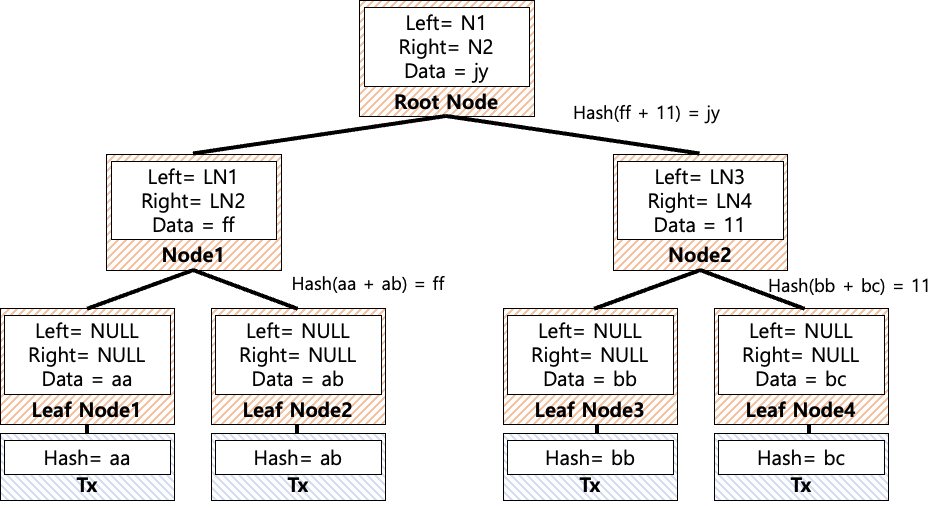 Left= N1
Right= N2
Data = jy
Root Node
Hash(ff + 11) = jy
Left= LN1
Right= LN2
Data = ff
Node1
Left= LN3
Right= LN4
Data = 11
Node2
Hash(aa + ab) = ff
Hash(bb + bc) = 11
Left= NULL
Right= NULL
Data = aa
Leaf Node1
Left= NULL
Right= NULL
Data = ab
Leaf Node2
Left= NULL
Right= NULL
Data = bb
Leaf Node3
Left= NULL
Right= NULL
Data = bc
Leaf Node4
Hash= aa
Tx
Hash= ab
Tx
Hash= bb
Tx
Hash= bc
Tx